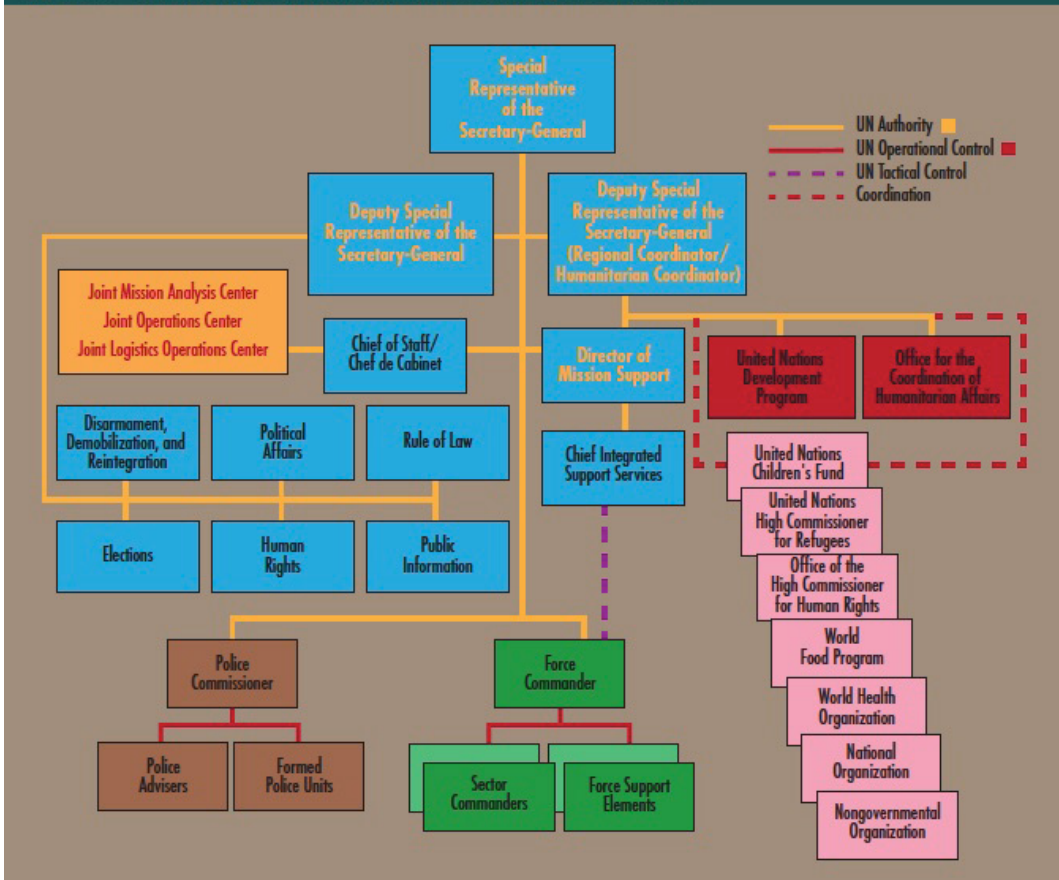 Special
Representative
of the
Secretary-General
UN Authority
UN Operational Control
UN Tactical Control
Coordination
Deputy Special
Representative of the
Secretary-General
Deputy Special
Representative of the
Secretary-General
(Regional Coordinator/
Humanitarian Coordinator)
Joint Mission Analysis Center
Joint Operations Center
Joint Logistics Operations Center
Chief of Staff/
Chef de Cabinet
Director of
Mission Support
United Nations
Development
Program
Office for the
Coordination of
Humanitarian Affairs
Disarmament,
Demobilization, and
Reintegration
Political
Affairs
Rule of Law
Chief Integrated
Support Services
United Nations
Children's Fund
United Nations
High Commissioner
for Refugees
Elections
Human
Rights
Public
Information
Office of the
High Commissioner
for Human Rights
World
Food Program
Police
Commissioner
Force
Commander
World Health
Organization
National
Organization
Police
Advisers
Formed
Police Units
Sector
Commanders
Force Support
Elements
Nongovernmental
Organization